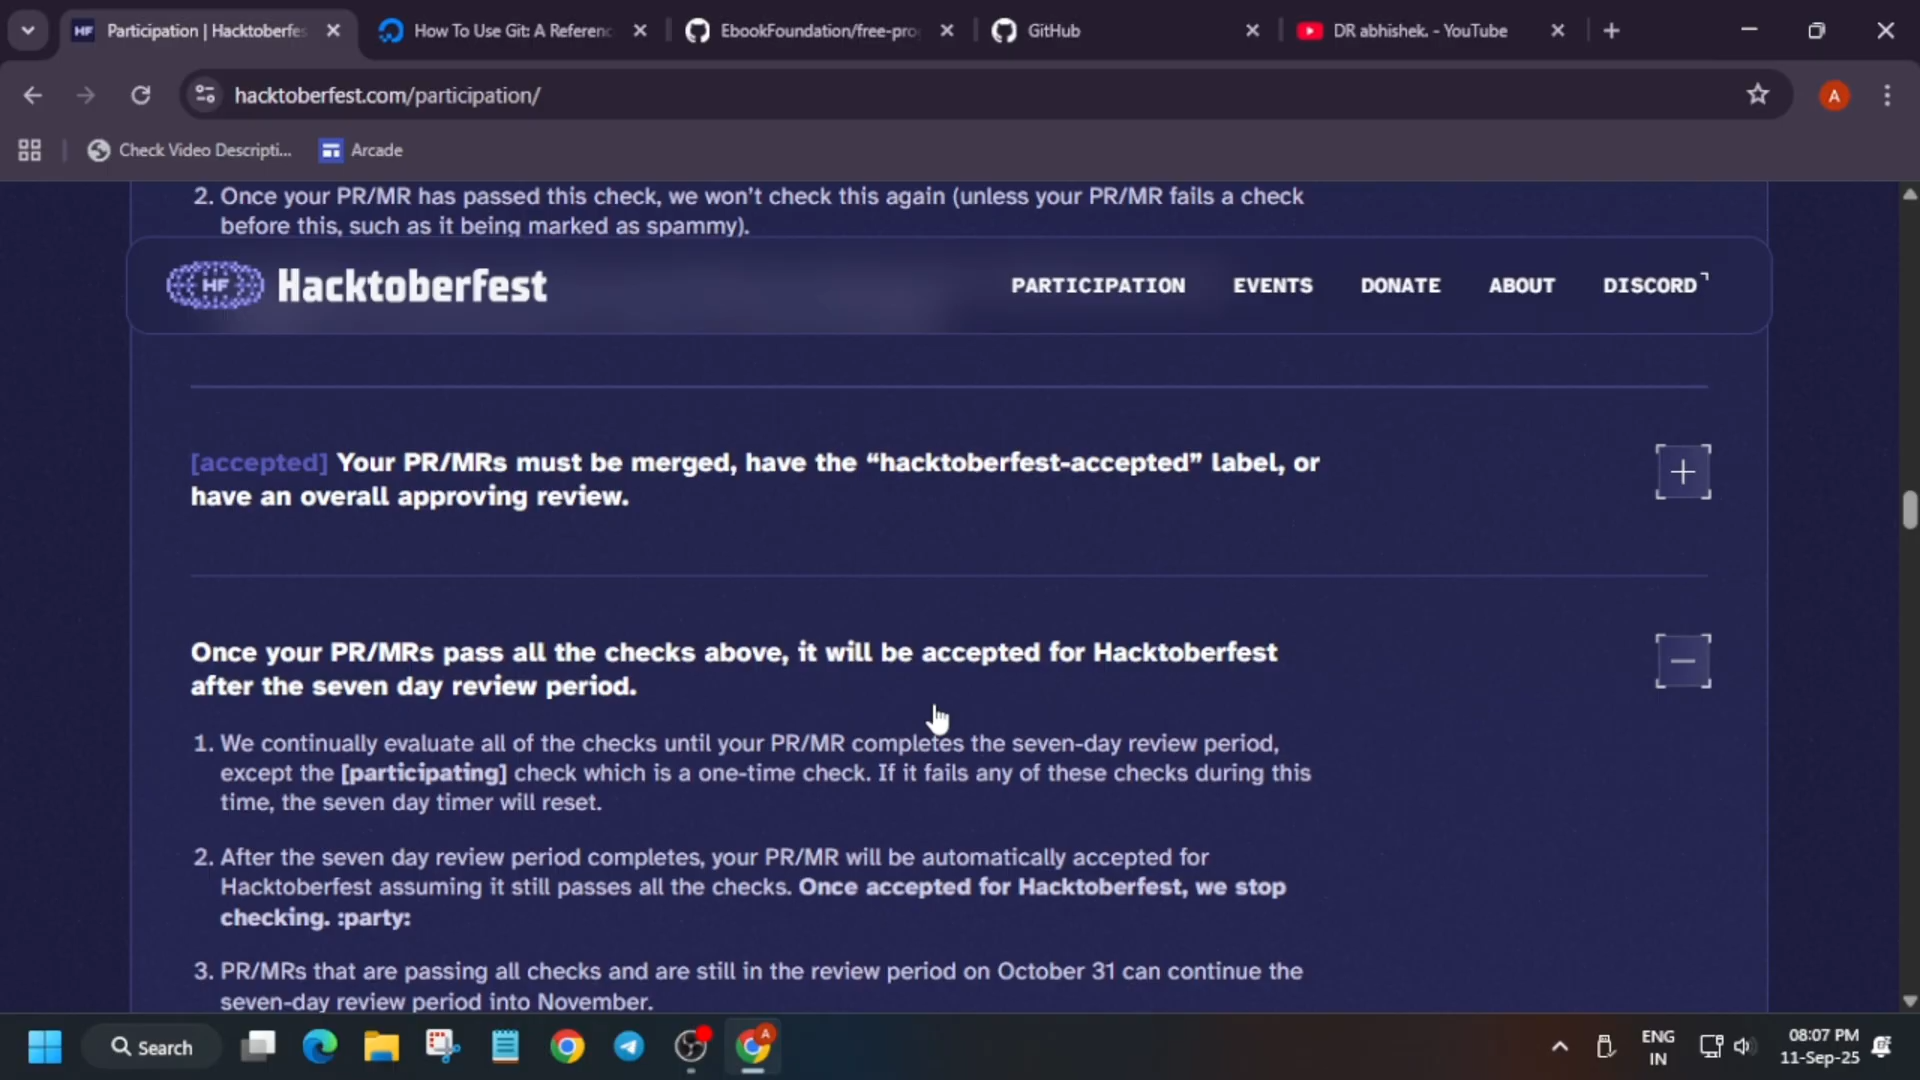 Participation | Hacktoberfes
How To Use Git: A Referenc
EbookFoundation/free-pro
GitHub
DR abhishek. - YouTube
hacktoberfest.com/participation/
A
Check Video Descripti...
Arcade
2. Once your PR/MR has passed this check, we won’t check this again (unless your PR/MR fails a check
before this, such as it being marked as spammy).
HF
Hacktoberfest
PARTICIPATION
EVENTS
DONATE
ABOUT
DISCORD
[accepted] Your PR/MRs must be merged, have the “hacktoberfest-accepted” label, or
have an overall approving review.
Once your PR/MRs pass all the checks above, it will be accepted for Hacktoberfest
after the seven day review period.
1. We continually evaluate all of the checks until your PR/MR completes the seven-day review period,
except the [participating] check which is a one-time check. If it fails any of these checks during this
time, the seven day timer will reset.
2. After the seven day review period completes, your PR/MR will be automatically accepted for
Hacktoberfest assuming it still passes all the checks. Once accepted for Hacktoberfest, we stop
checking. :party:
3. PR/MRs that are passing all checks and are still in the review period on October 31 can continue the
seven-day review period into November.
Search
A
ENG
IN
08:07 PM
11-Sep-25